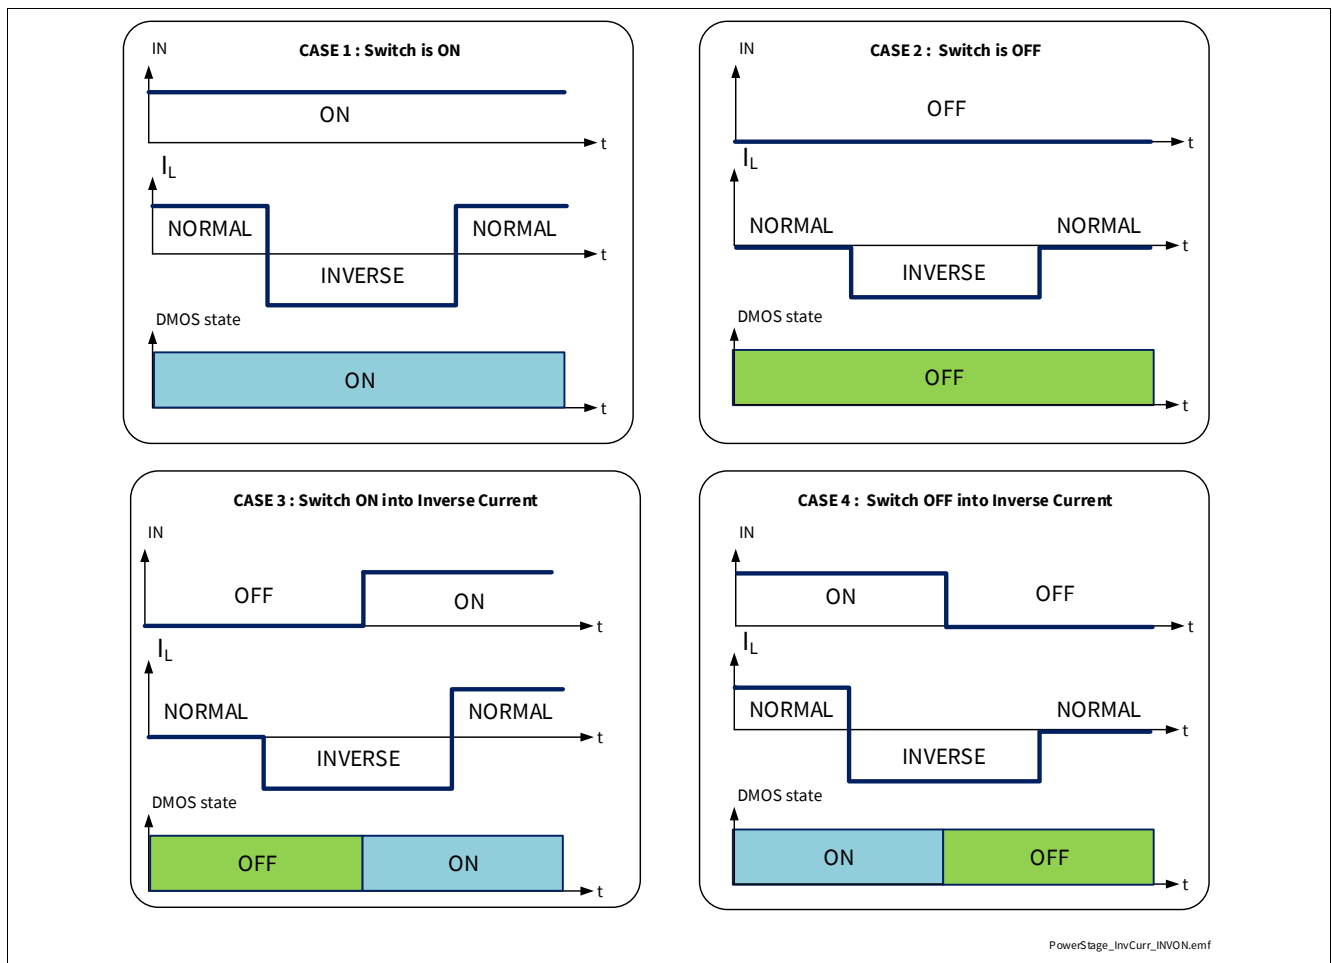 CASE 1 : Switch is ON
IN
ON
t
IL
NORMAL
NORMAL
INVERSE
t
DMOS state
ON
t
CASE 2 : Switch is OFF
IN
OFF
t
IL
NORMAL
NORMAL
INVERSE
t
DMOS state
OFF
t
CASE 3 : Switch ON into Inverse Current
IN
OFF
ON
t
IL
NORMAL
NORMAL
INVERSE
t
DMOS state
OFF
ON
t
CASE 4 : Switch OFF into Inverse Current
IN
ON
OFF
t
IL
NORMAL
NORMAL
INVERSE
t
DMOS state
ON
OFF
t
PowerStage_InvCurr_INVON.emf